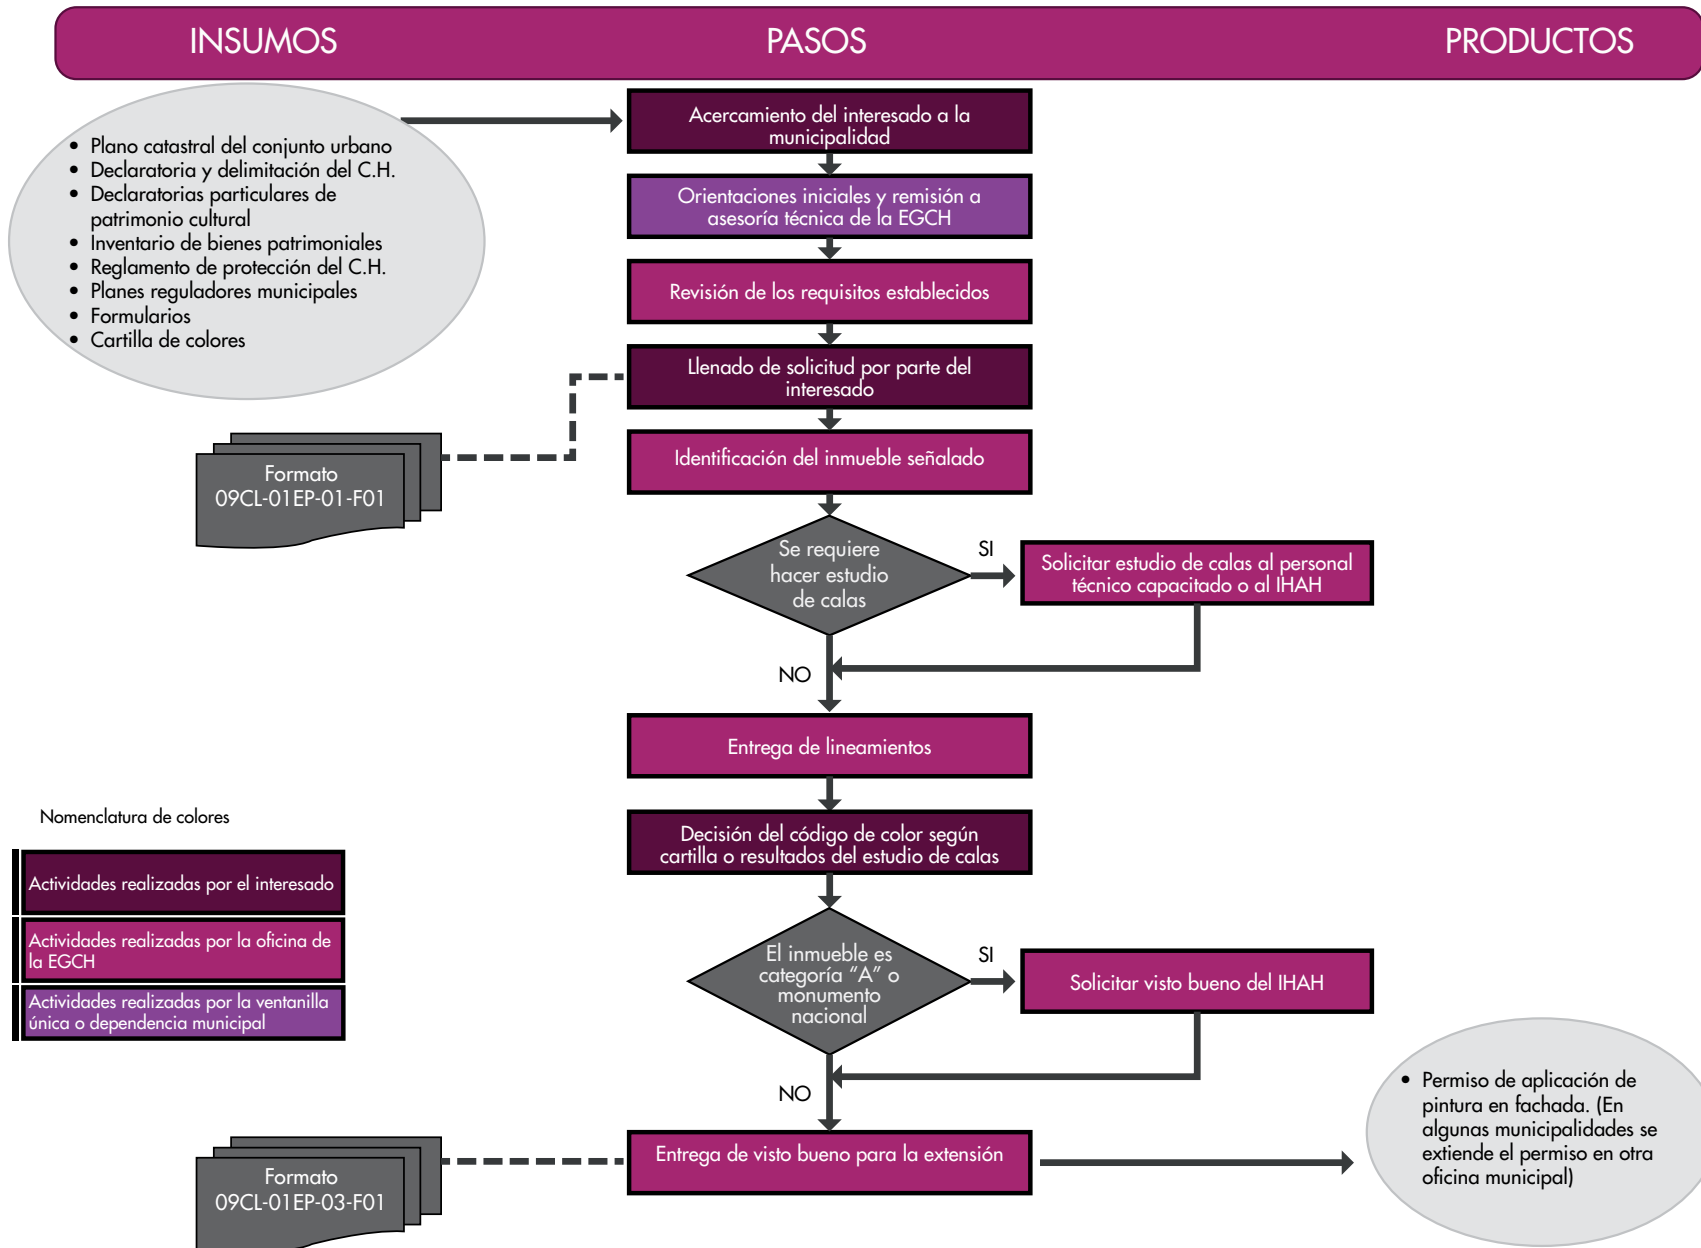 INSUMOS
PASOS
PRODUCTOS
• Plano catastral del conjunto urbano
• Declaratoria y delimitación del C.H.
• Declaratorias particulares de
patrimonio cultural
• Inventario de bienes patrimoniales
• Reglamento de protección del C.H.
• Planes reguladores municipales
• Formularios
• Cartilla de colores
Acercamiento del interesado a la
municipalidad
Orientaciones iniciales y remisión a
asesoría técnica de la EGCH
Revisión de los requisitos establecidos
Llenado de solicitud por parte del
interesado
Formato
09CL-01EP-01-F01
Identificación del inmueble señalado
Se requiere
hacer estudio
de calas
SI
Solicitar estudio de calas al personal
técnico capacitado o al IHAH
NO
Entrega de lineamientos
Decisión del código de color según
cartilla o resultados del estudio de calas
Nomenclatura de colores
Actividades realizadas por el interesado
Actividades realizadas por la oficina de
la EGCH
Actividades realizadas por la ventanilla
única o dependencia municipal
El inmueble es
categoría “A” o
monumento
nacional
SI
Solicitar visto bueno del IHAH
NO
Entrega de visto bueno para la extensión
Formato
09CL-01EP-03-F01
• Permiso de aplicación de
pintura en fachada. (En
algunas municipalidades se
extiende el permiso en otra
oficina municipal)